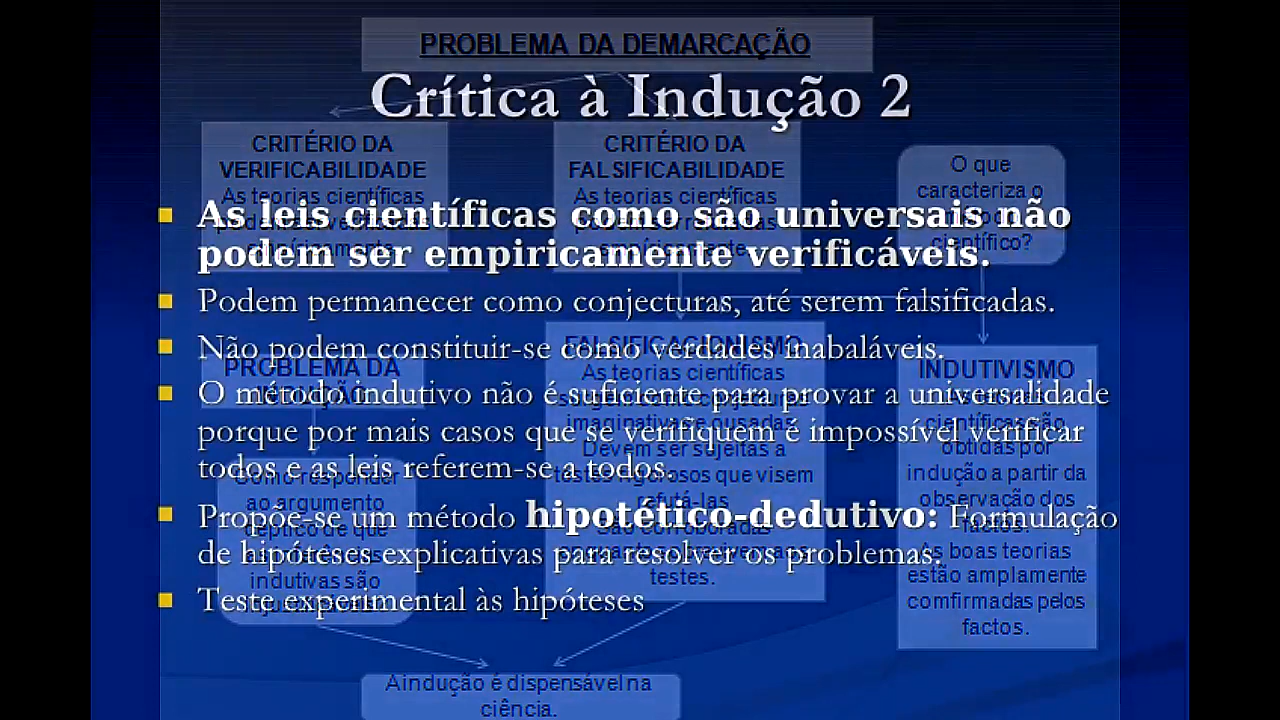 PROBLEMA DA DEMARCAÇÃO
Crítica à Indução 2
CRITÉRIO DA
VERIFICABILIDADE
As teorias científicas
CRITÉRIO DA
FALSIFICABILIDADE
As teorias científicas
O que
caracteriza o
científico?
As leis científicas como são universais não
podem ser empiricamente verificáveis.
Podem permanecer como conjecturas, até serem falsificadas.
Não podem constituir-se como verdades inabaláveis.
O método indutivo não é suficiente para provar a universalidade
porque por mais casos que se verifiquem é impossível verificar
todos e as leis referem-se a todos.
Propõe-se um método hipotético-dedutivo: Formulação
de hipóteses explicativas para resolver os problemas.
Teste experimental às hipóteses
PROBLEMA DA
Como responder
ao argumento
de que
indutivas são
FALSIFICACIONISMO
As teorias científicas
imaginativas e ousadas.
Devem ser sujeitas a
testes rigorosos que visem
refutá-las.
testes.
INDUTIVISMO
científicas são
obtidas por
indução a partir da
observação dos
As boas teorias
estão amplamente
comfirmadas pelos
factos.
A indução é dispensável na
ciência.